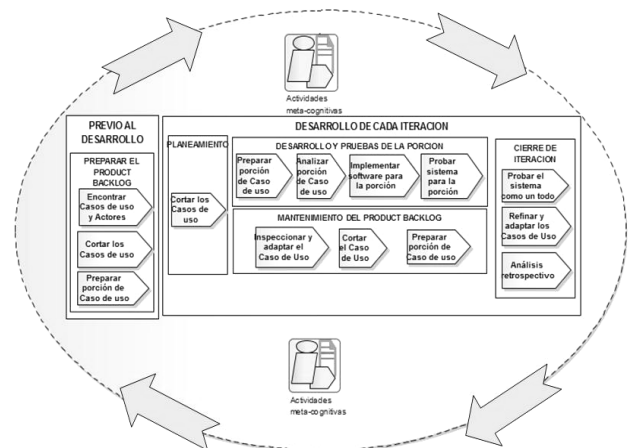 Actividades
meta-cognitivas
PREVIO AL
DESARROLLO
PREPARAR EL
PRODUCT
BACKLOG
Encontrar
Casos de uso
y Actores
Cortar los
Casos de uso
Preparar
porción de
Caso de uso
DESARROLLO DE CADA ITERACION
PLANEAMIENTO
Cortar los
Casos de
uso
DESARROLLO Y PRUEBAS DE LA PORCION
Preparar
porción
de Caso
de uso
Analizar
porción
de Caso
de uso
Implementar
software para
la porción
Probar
sistema
para la
porción
MANTENIMIENTO DEL PRODUCT BACKLOG
Inspeccionar y
adaptar el
Caso de Uso
Cortar
el Caso
de Uso
Preparar
porción de
Caso de uso
CIERRE DE
ITERACION
Probar el
sistema
como un todo
Refinar y
adaptar los
Casos de Uso
Análisis
retrospectivo
Actividades
meta-cognitivas